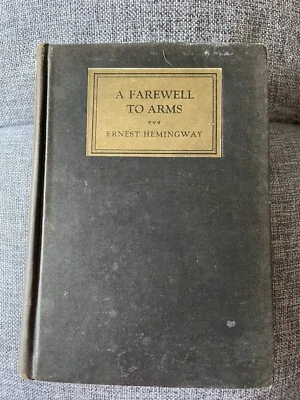 A FAREWELL
TO ARMS
ERNEST HEMINGWAY